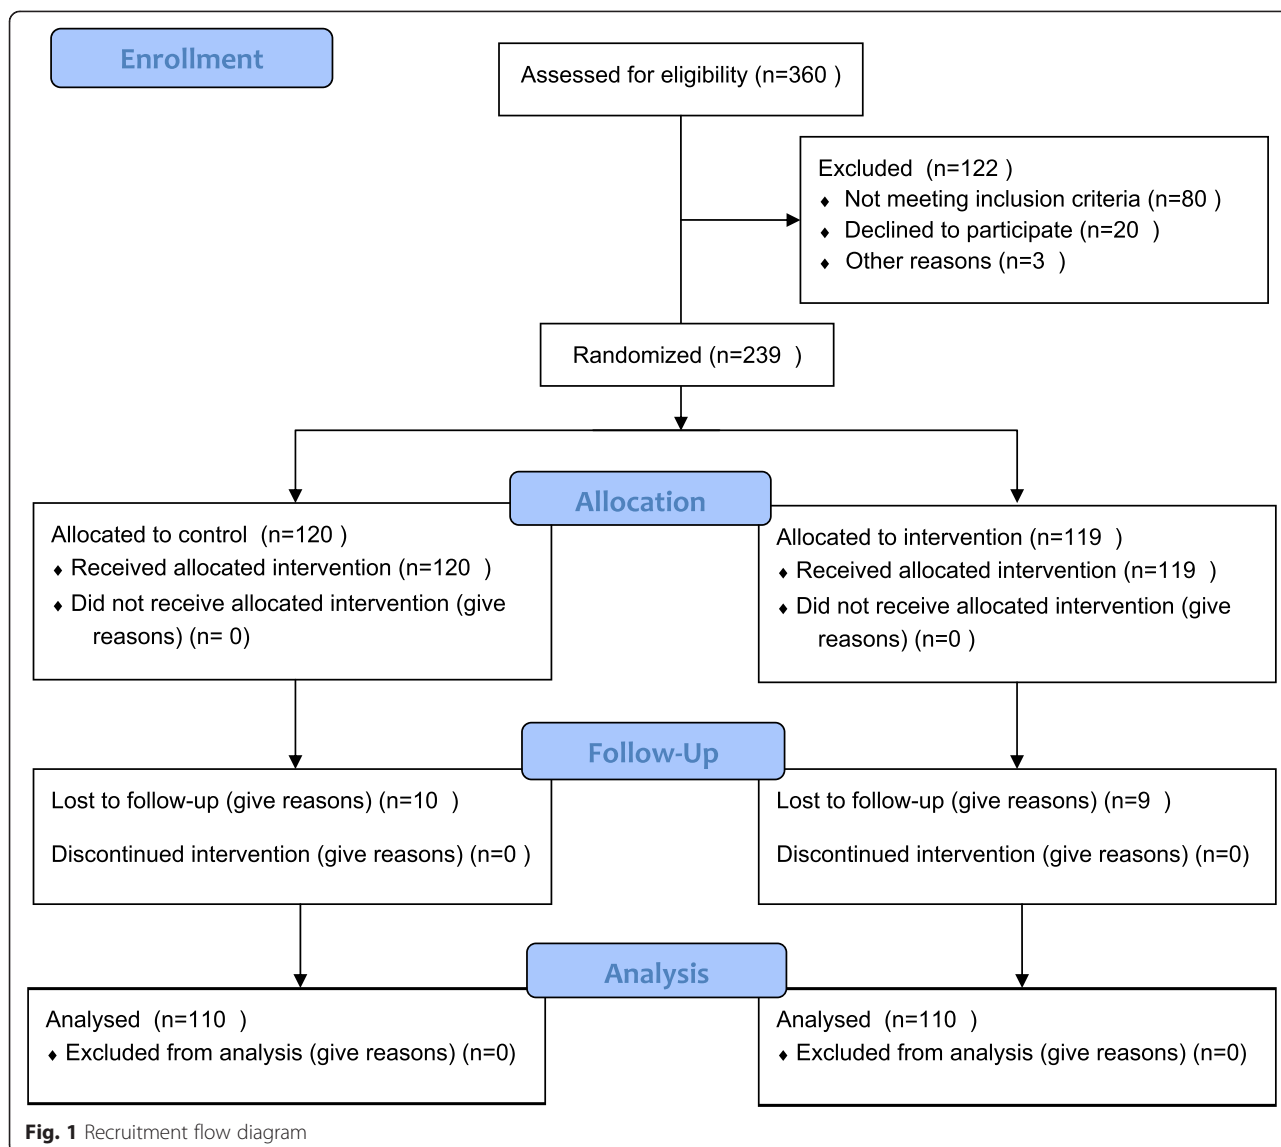 Enrollment
Assessed for eligibility (n=360 )
Excluded (n=122 )
♦ Not meeting inclusion criteria (n=80 )
♦ Declined to participate (n=20 )
♦ Other reasons (n=3 )
Randomized (n=239 )
Allocation
Allocated to control (n=120 )
♦ Received allocated intervention (n=120 )
♦ Did not receive allocated intervention (give
reasons) (n= 0)
Allocated to intervention (n=119 )
♦ Received allocated intervention (n=119 )
♦ Did not receive allocated intervention (give
reasons) (n=0 )
Follow-Up
Lost to follow-up (give reasons) (n=10 )
Discontinued intervention (give reasons) (n=0 )
Lost to follow-up (give reasons) (n=9 )
Discontinued intervention (give reasons) (n=0)
Analysis
Analysed (n=110 )
♦ Excluded from analysis (give reasons) (n=0)
Analysed (n=110 )
♦ Excluded from analysis (give reasons) (n=0)
Fig. 1 Recruitment flow diagram